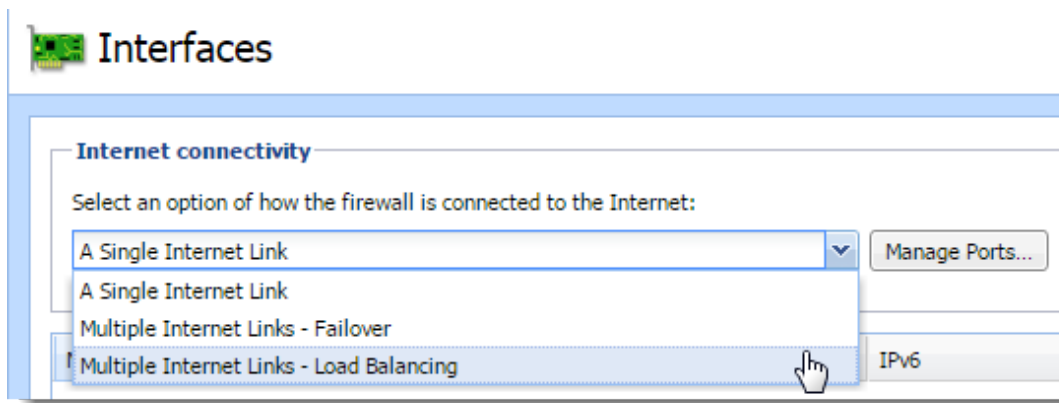 Interfaces
Internet connectivity
Select an option of how the firewall is connected to the Internet:
A Single Internet Link
Manage Ports...
A Single Internet Link
Multiple Internet Links - Failover
Multiple Internet Links - Load Balancing
IPv6